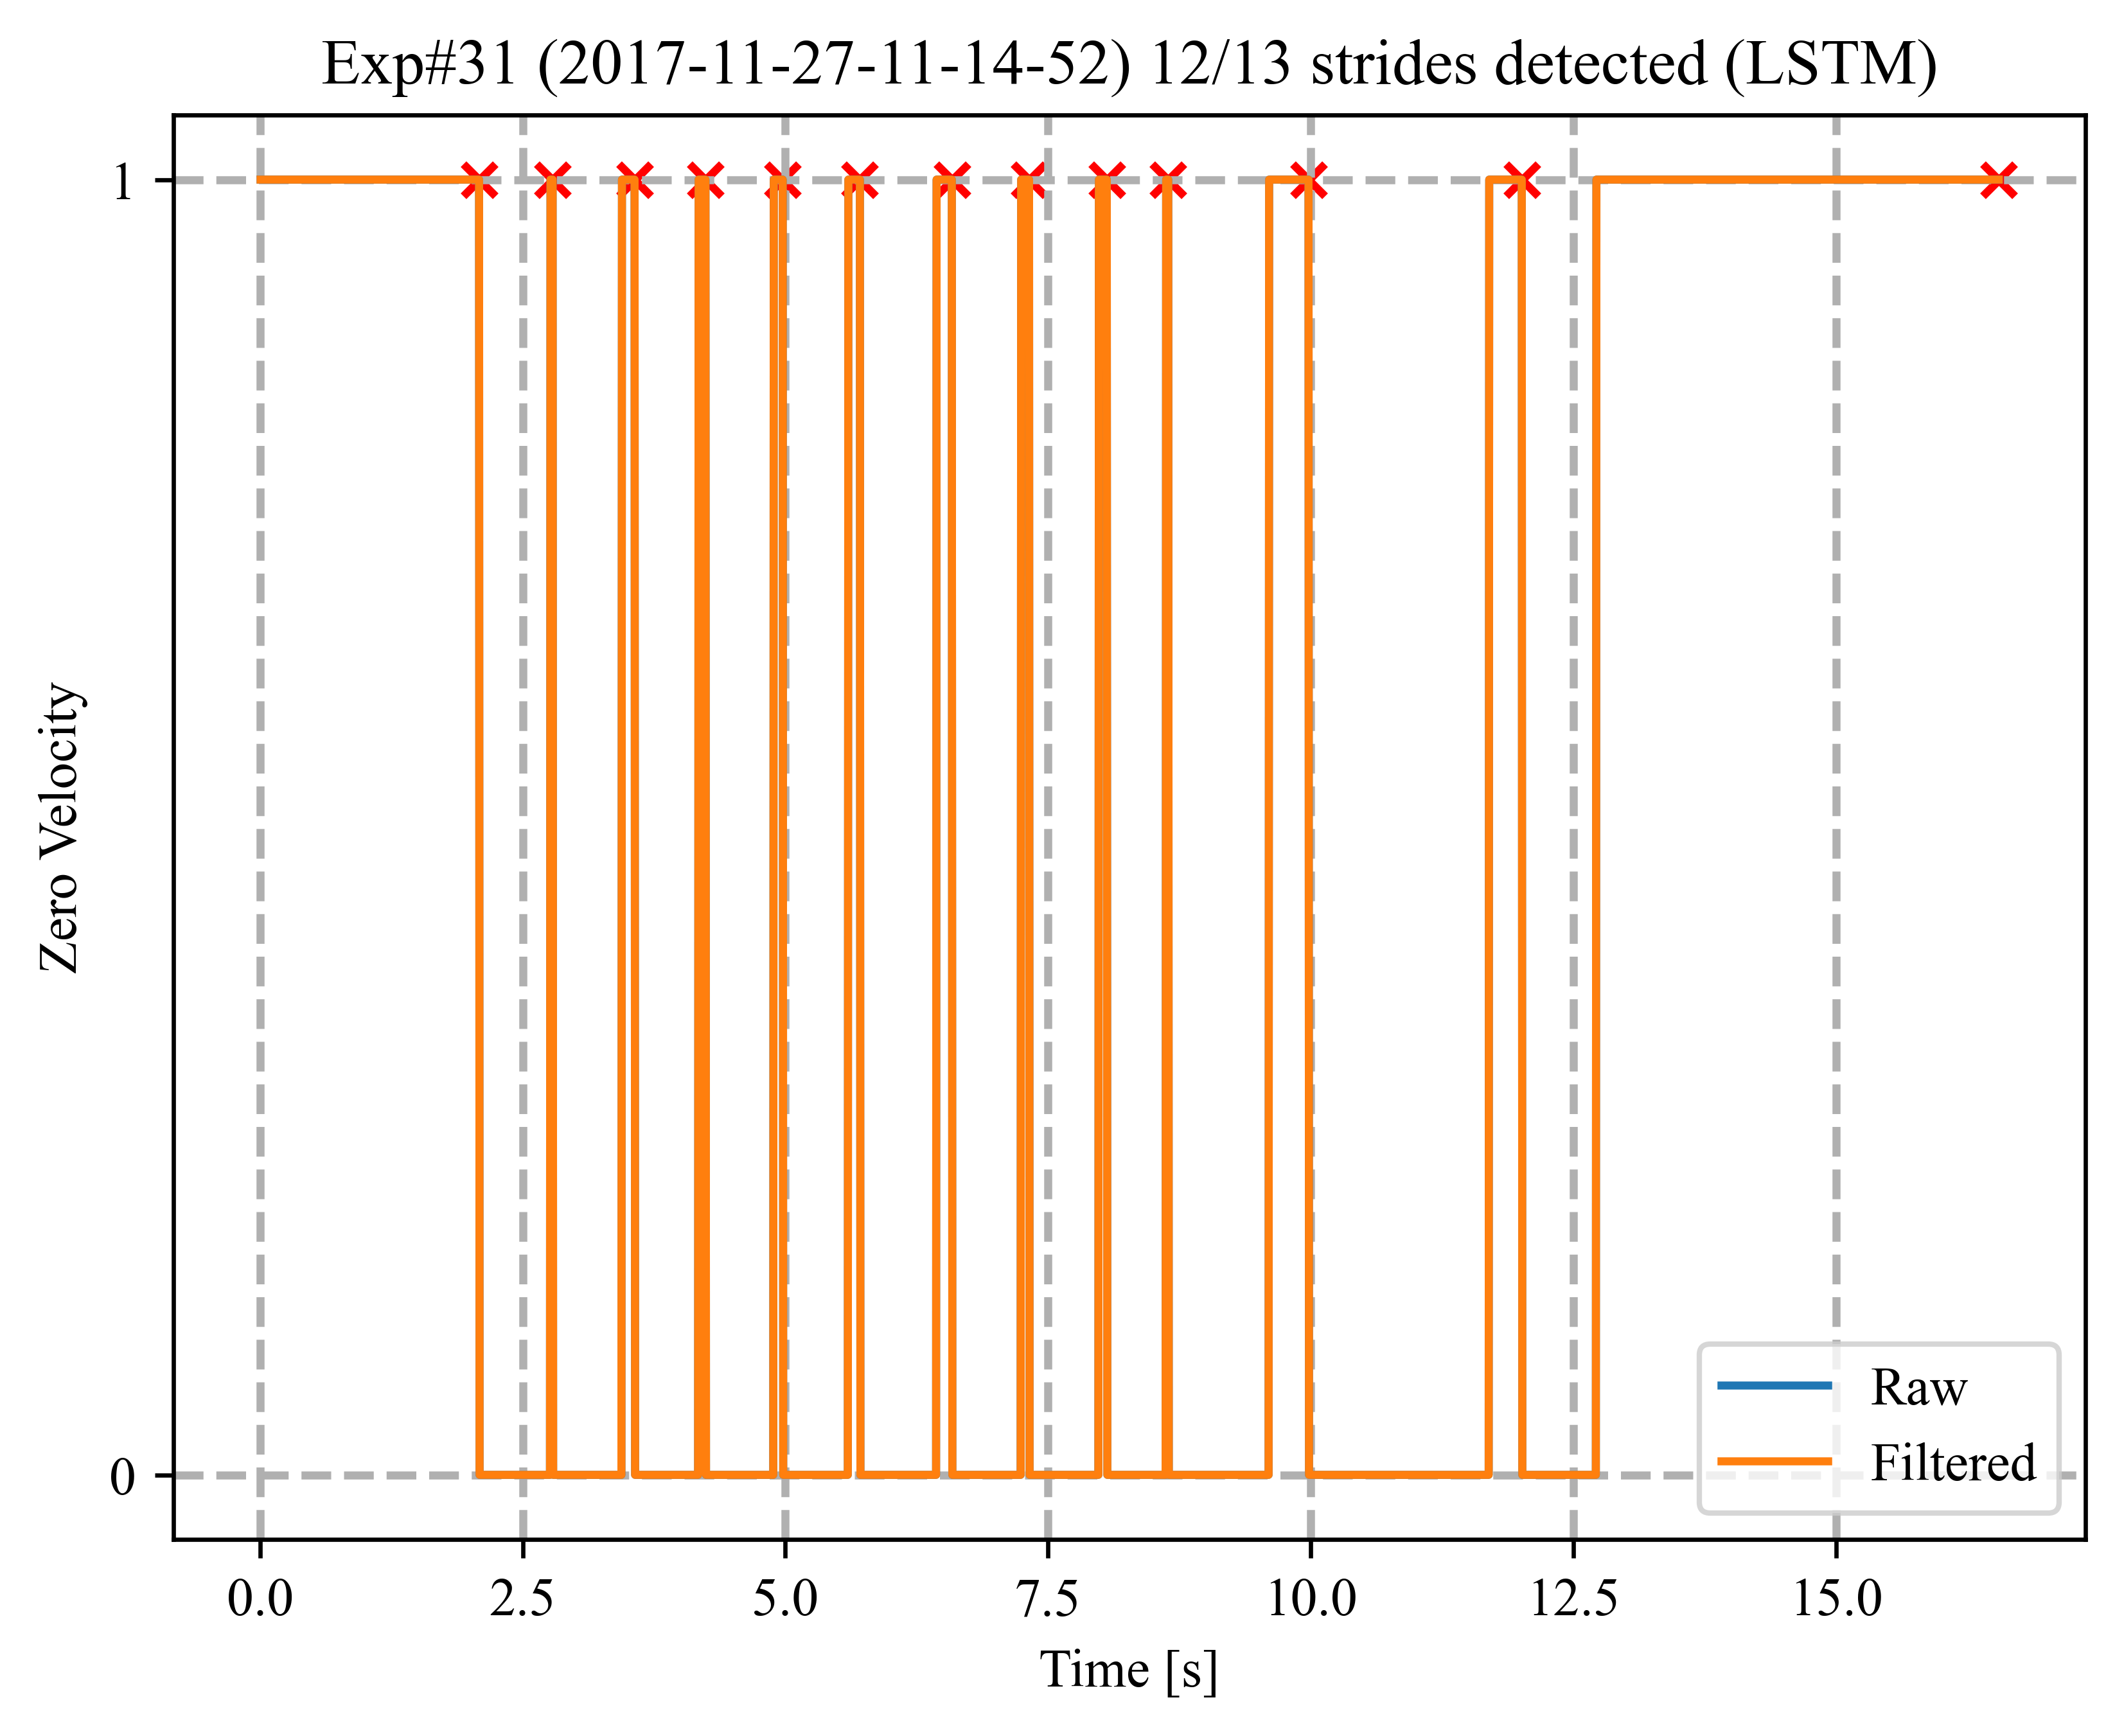 Exp#31 (2017-11-27-11-14-52) 12/13 strides detected (LSTM)
1
Zero Velocity
0
Raw
Filtered
0.0 2.5 5.0 7.5 10.0 12.5 15.0
Time [s]